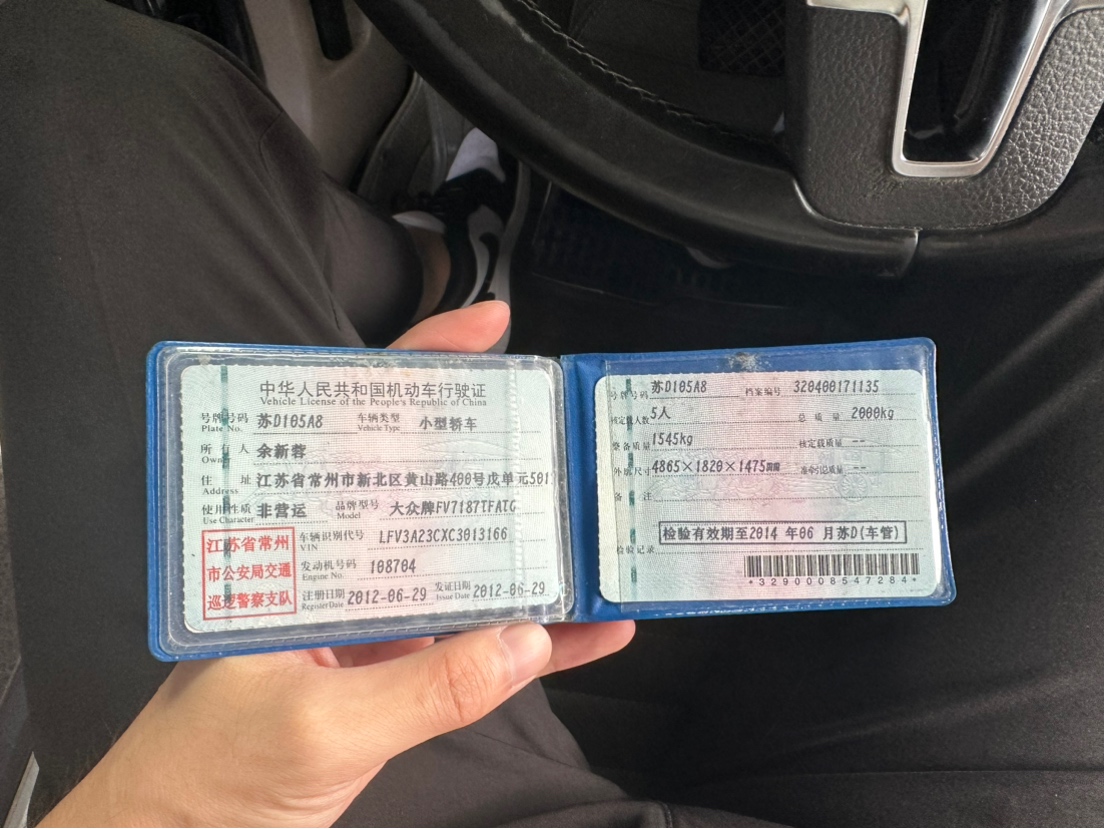 中华人民共和国机动车行驶证
Vehicle License of the People's Republic of China
号牌号码 苏D105A8 车辆类型 小型轿车
Plate No. Vehicle Type
所有人 余新蓉
Owner
住址 江苏省常州市新北区黄山路400号戊单元501
Address
使用性质 非营运 品牌型号 大众牌FV7187TFATG
Use Character Model
江苏省常州
市公安局交通
巡逻警察支队
车辆识别代号 LFV3A23CXC3013166
VIN
发动机号码 108704
Engine No.
注册日期 2012-06-29 发证日期 2012-06-29
Register Date Issue Date
号牌号码 苏D105A8 档案编号 320400171135
核定载人数 5人 总质量 2000kg
整备质量 1545kg 核定载质量 --
外廓尺寸 4865×1820×1475mm 准牵引总质量 --
备注
检验有效期至2014 年06 月苏D(车管)
检验记录
*3290008547284*